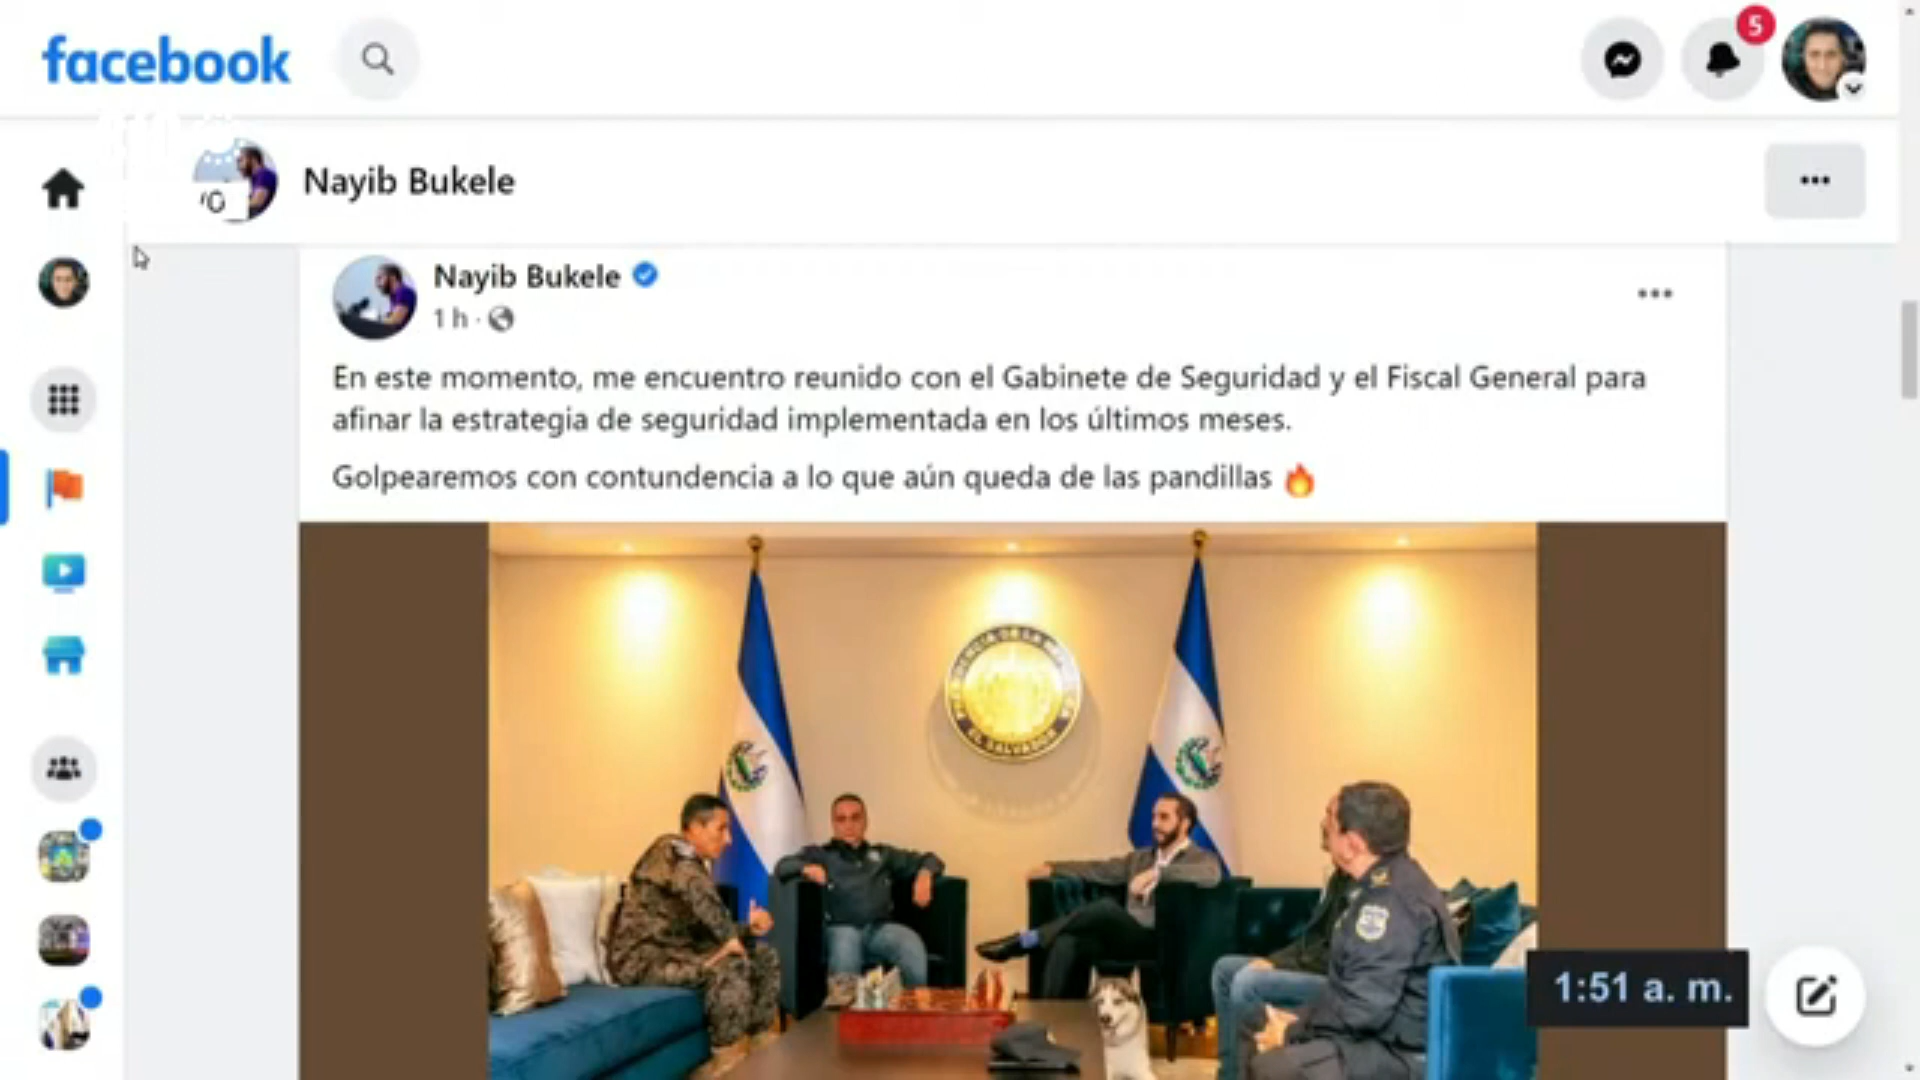 facebook
5
Nayib Bukele
Nayib Bukele
1 h ·
En este momento, me encuentro reunido con el Gabinete de Seguridad y el Fiscal General para
afinar la estrategia de seguridad implementada en los últimos meses.
Golpearemos con contundencia a lo que aún queda de las pandillas 🔥
EL SALVADOR
1:51 a. m.